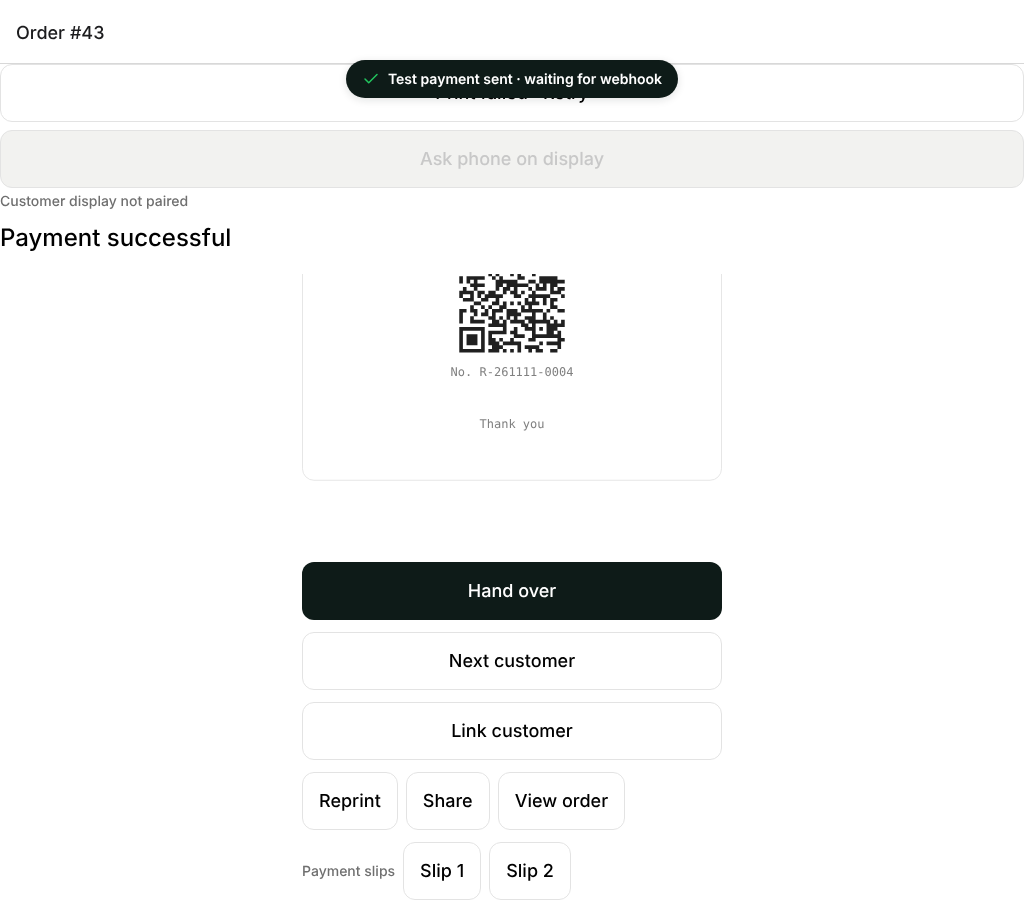 Order #43
Test payment sent · waiting for webhook
Ask phone on display
Customer display not paired
Payment successful
No. R-261111-0004
Thank you
Hand over
Next customer
Link customer
Reprint Share View order
Payment slips Slip 1 Slip 2